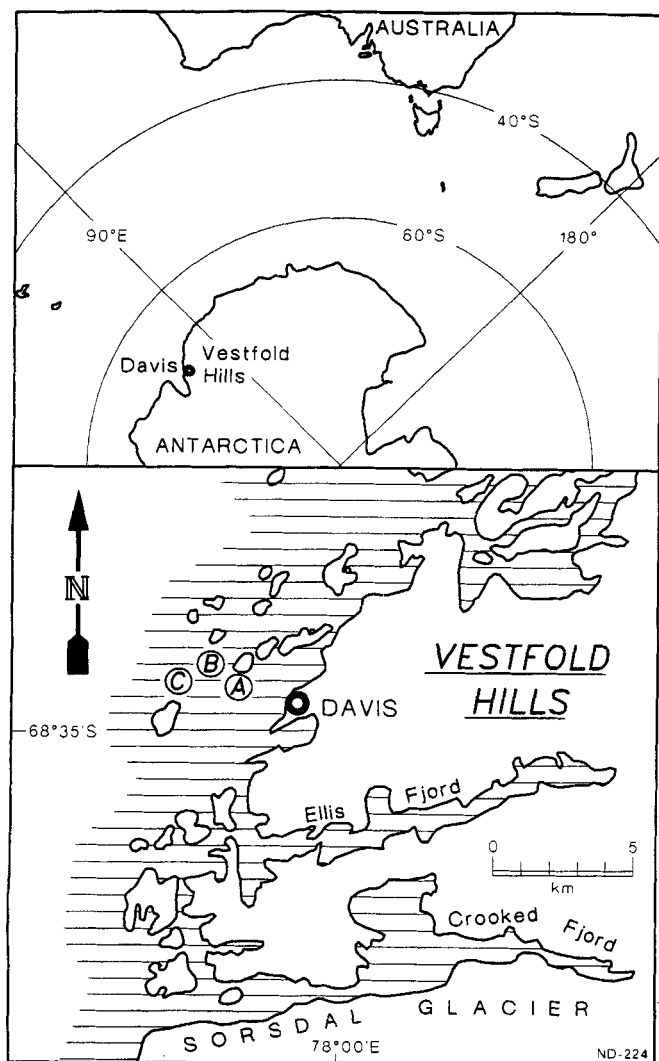 AUSTRALIA
40°S
90°E
60°S
180°
Davis
Vestfold
Hills
ANTARCTICA
N
VESTFOLD
HILLS
B
C
A
DAVIS
68°35'S
Ellis Fjord
0 5
km
Crooked Fjord
SORSDAL GLACIER
78°00'E
ND-224